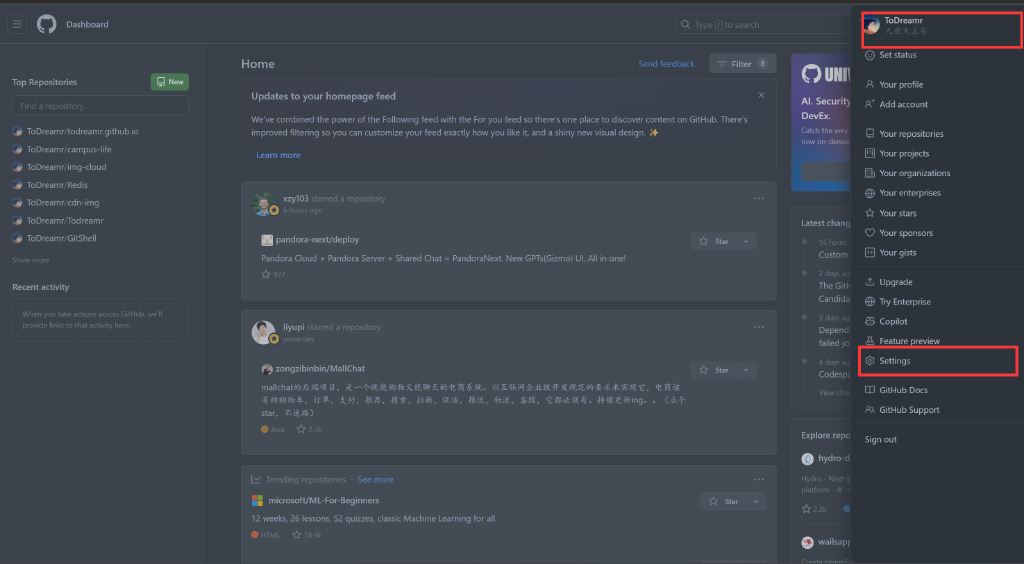 Dashboard
Type / to search
Top Repositories
New
Find a repository...
ToDreamr/todreamr.github.io
ToDreamr/campus-life
ToDreamr/img-cloud
ToDreamr/Redis
ToDreamr/cdn-img
ToDreamr/Todreamr
ToDreamr/GitShell
Show more
Recent activity
When you take actions across GitHub, we'll
provide links to that activity here.
Home
Send feedback
Filter 8
Updates to your homepage feed
We've combined the power of the Following feed with the For you feed so there's one place to discover content on GitHub. There's
improved filtering so you can customize your feed exactly how you like it, and a shiny new visual design. ✨
Learn more
xzy103 starred a repository
6 hours ago
pandora-next/deploy
Star
Pandora Cloud + Pandora Server + Shared Chat = PandoraNext. New GPTs(Gizmo) UI, All in one!
977
liyupi starred a repository
yesterday
zongzibinbin/MallChat
Star
mallchat的后端项目，是一个既能购物又能聊天的电商系统。以互联网企业级开发规范的要求来实现它，电商该
有的购物车，订单，支付，推荐，搜索，拉新，促活，推送，物流，客服，它都必须有。持续更新ing。。（点个
star，不迷路）
Java 2.3k
Trending repositories · See more
microsoft/ML-For-Beginners
Star
12 weeks, 26 lessons, 52 quizzes, classic Machine Learning for all
HTML 58.9k
UNIV
AI. Security
DevEx.
Catch the very
now on-deman
Latest chang
16 hours
Custom
2 days ag
The GitH
Candida
3 days ag
Depend
failed jo
4 days ag
Codespa
View chan
Explore repo
hydro-d
Hydro - Next g
platform - #一
2.2k
wailsapp
ToDreamr
Set status
Your profile
Add account
Your repositories
Your projects
Your organizations
Your enterprises
Your stars
Your sponsors
Your gists
Upgrade
Try Enterprise
Copilot
Feature preview
Settings
GitHub Docs
GitHub Support
Sign out